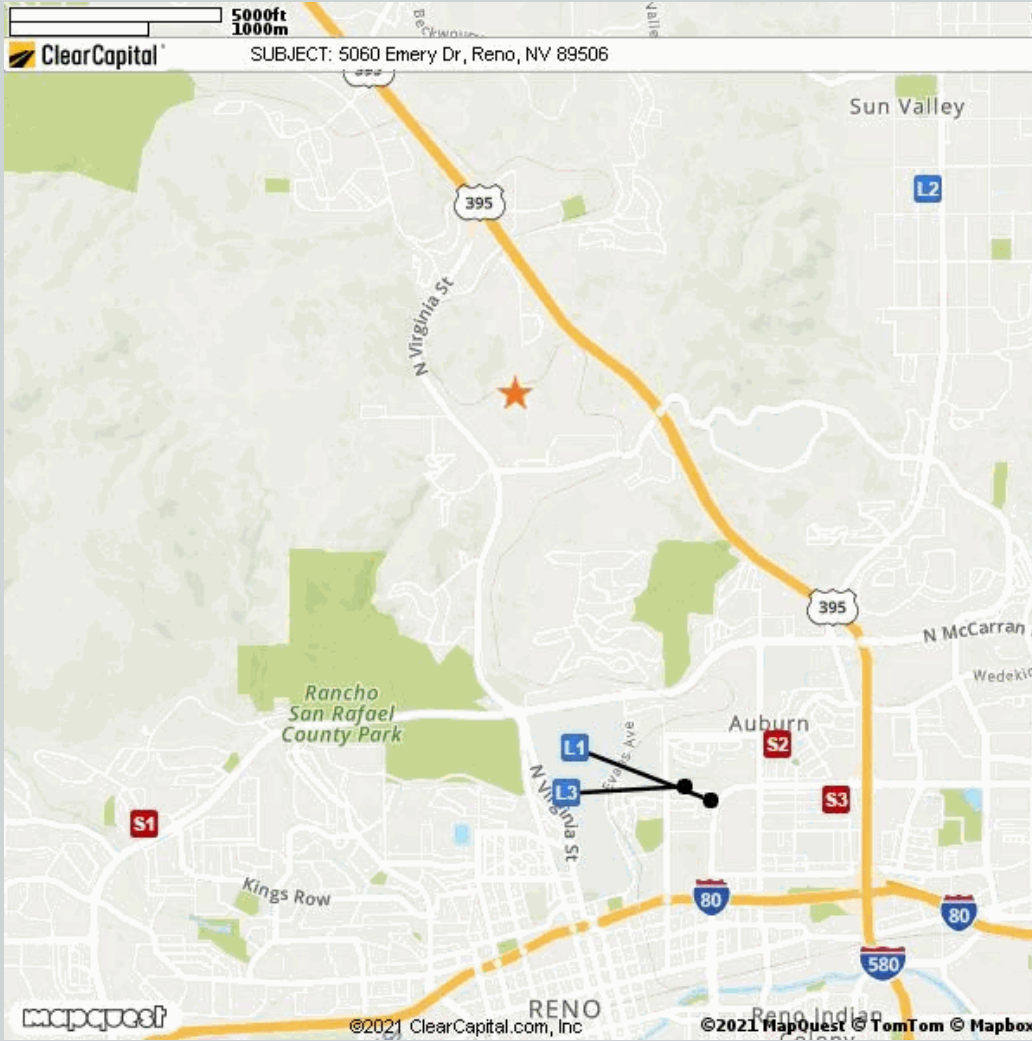 5000ft
1000m
ClearCapital
SUBJECT: 5060 Emery Dr, Reno, NV 89506
395
Sun Valley
L2
395
N Virginia St
395
N McCarran
Rancho
San Rafael
County Park
Auburn
S2
L1
Evans Ave
L3
S3
S1
N Virginia St
Kings Row
80
80
580
RENO
Reno Indian
Colony
mapquest
©2021 ClearCapital.com, Inc
©2021 MapQuest © TomTom © Mapbox